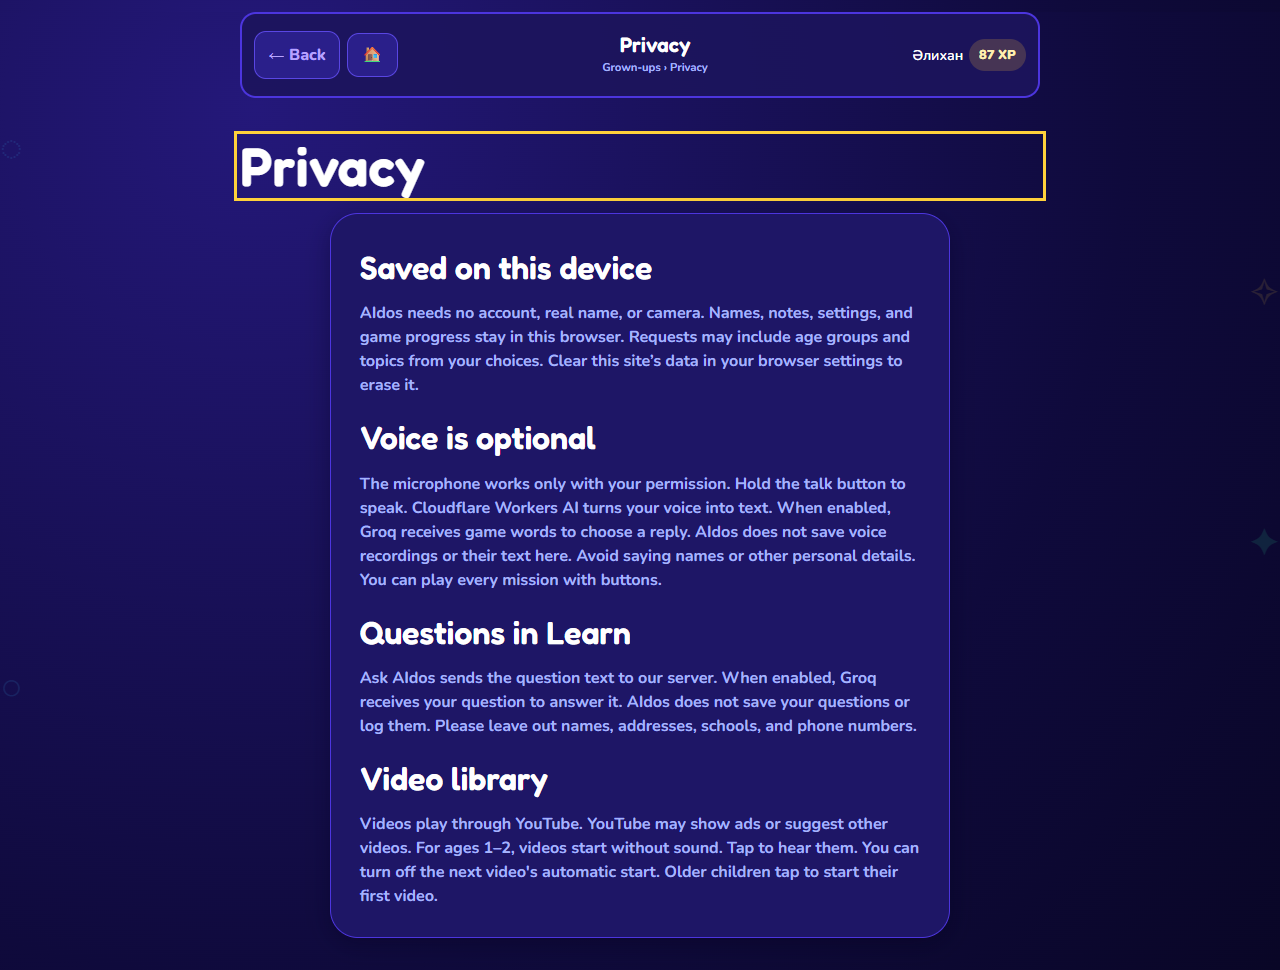 ← Back
Privacy
Grown-ups › Privacy
Әлихан
87 XP
Privacy
Saved on this device
AIdos needs no account, real name, or camera. Names, notes, settings, and
game progress stay in this browser. Requests may include age groups and
topics from your choices. Clear this site’s data in your browser settings to
erase it.
Voice is optional
The microphone works only with your permission. Hold the talk button to
speak. Cloudflare Workers AI turns your voice into text. When enabled,
Groq receives game words to choose a reply. AIdos does not save voice
recordings or their text here. Avoid saying names or other personal details.
You can play every mission with buttons.
Questions in Learn
Ask AIdos sends the question text to our server. When enabled, Groq
receives your question to answer it. AIdos does not save your questions or
log them. Please leave out names, addresses, schools, and phone numbers.
Video library
Videos play through YouTube. YouTube may show ads or suggest other
videos. For ages 1–2, videos start without sound. Tap to hear them. You can
turn off the next video's automatic start. Older children tap to start their
first video.